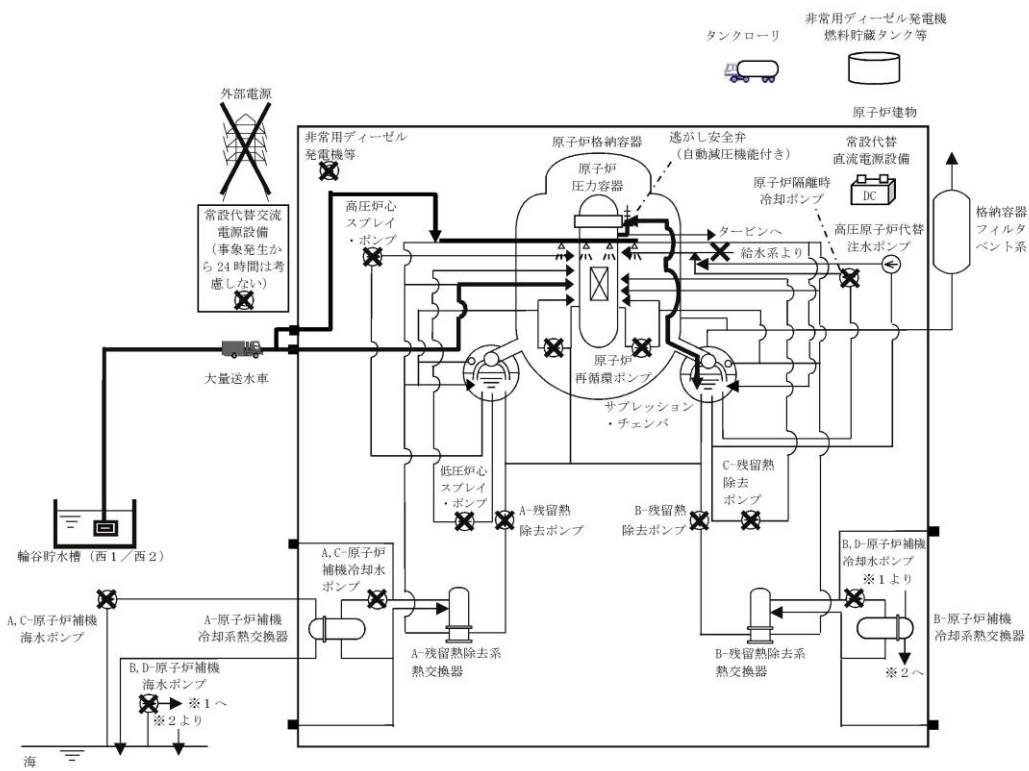 非常用ディーゼル発電機
燃料貯蔵タンク等
タンクローリ
外部電源
原子炉建物
非常用ディーゼル
発電機等
原子炉格納容器
原子炉
圧力容器
逃がし安全弁
(自動減圧機能付き)
常設代替
直流電源設備
DC
原子炉隔離時
冷却ポンプ
常設代替交流
電源設備
(事象発生か
ら24時間は考
慮しない)
高圧炉心
スプレイ
・ポンプ
タービンへ
給水系より
高圧原子炉代替
注水ポンプ
格納容器
フィルタ
ベント系
大量送水車
原子炉
再循環ポンプ
サプレッション
・チェンバ
低圧炉心
スプレイ
・ポンプ
A-残留熱
除去ポンプ
B-残留熱
除去ポンプ
C-残留熱
除去
ポンプ
輪谷貯水槽(西1/西2)
A,C-原子炉
補機冷却水
ポンプ
B,D-原子炉補機
冷却水ポンプ
※1より
A,C-原子炉補機
海水ポンプ
A-原子炉補機
冷却系熱交換器
B-原子炉補機
冷却系熱交換器
A-残留熱除去系
熱交換器
B-残留熱除去系
熱交換器
※2へ
B,D-原子炉補機
海水ポンプ
※1へ
※2より
海